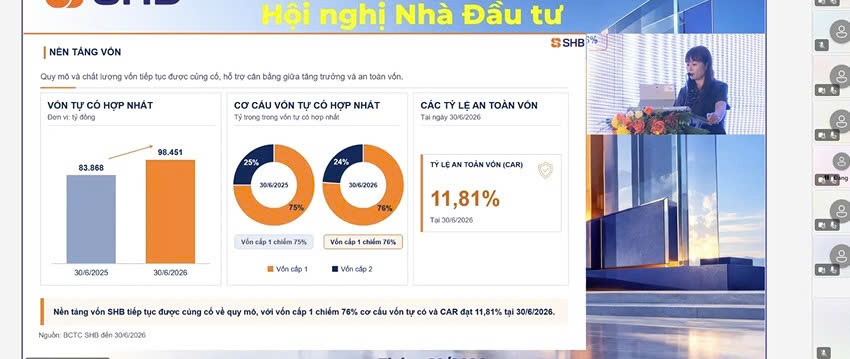 SHB
Hội nghị Nhà Đầu tư
NỀN TẢNG VỐN
SHB
Quy mô và chất lượng vốn tiếp tục được củng cố, hỗ trợ cân bằng giữa tăng trưởng và an toàn vốn.
VỐN TỰ CÓ HỢP NHẤT
Đơn vị: tỷ đồng
83.868
98.451
30/6/2025
30/6/2026
CƠ CẤU VỐN TỰ CÓ HỢP NHẤT
Tỷ trọng trong vốn tự có hợp nhất
25%
30/6/2025
75%
24%
30/6/2026
76%
Vốn cấp 1 chiếm 75%
Vốn cấp 1 chiếm 76%
Vốn cấp 1
Vốn cấp 2
CÁC TỶ LỆ AN TOÀN VỐN
Tại ngày 30/6/2026
TỶ LỆ AN TOÀN VỐN (CAR)
11,81%
Tại 30/6/2026
Nền tảng vốn SHB tiếp tục được củng cố về quy mô, với vốn cấp 1 chiếm 76% cơ cấu vốn tự có và CAR đạt 11,81% tại 30/6/2026.
Nguồn: BCTC SHB đến 30/6/2026